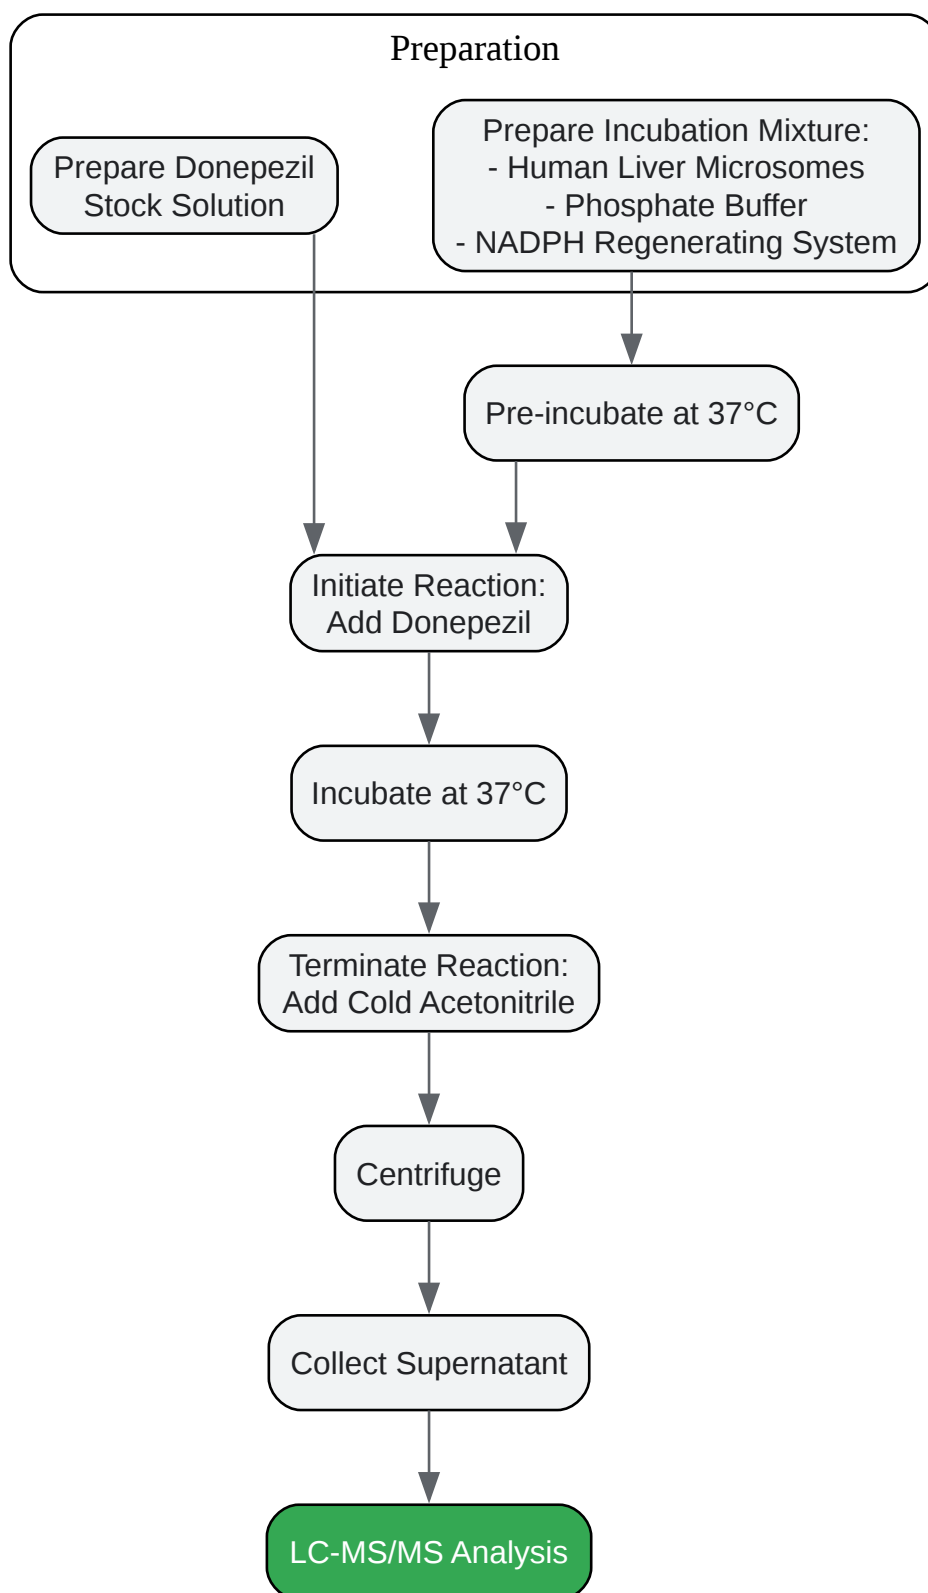 Preparation
Prepare Donepezil
Stock Solution
Prepare Incubation Mixture:
- Human Liver Microsomes
- Phosphate Buffer
- NADPH Regenerating System
Pre-incubate at 37°C
Initiate Reaction:
Add Donepezil
Incubate at 37°C
Terminate Reaction:
Add Cold Acetonitrile
Centrifuge
Collect Supernatant
LC-MS/MS Analysis